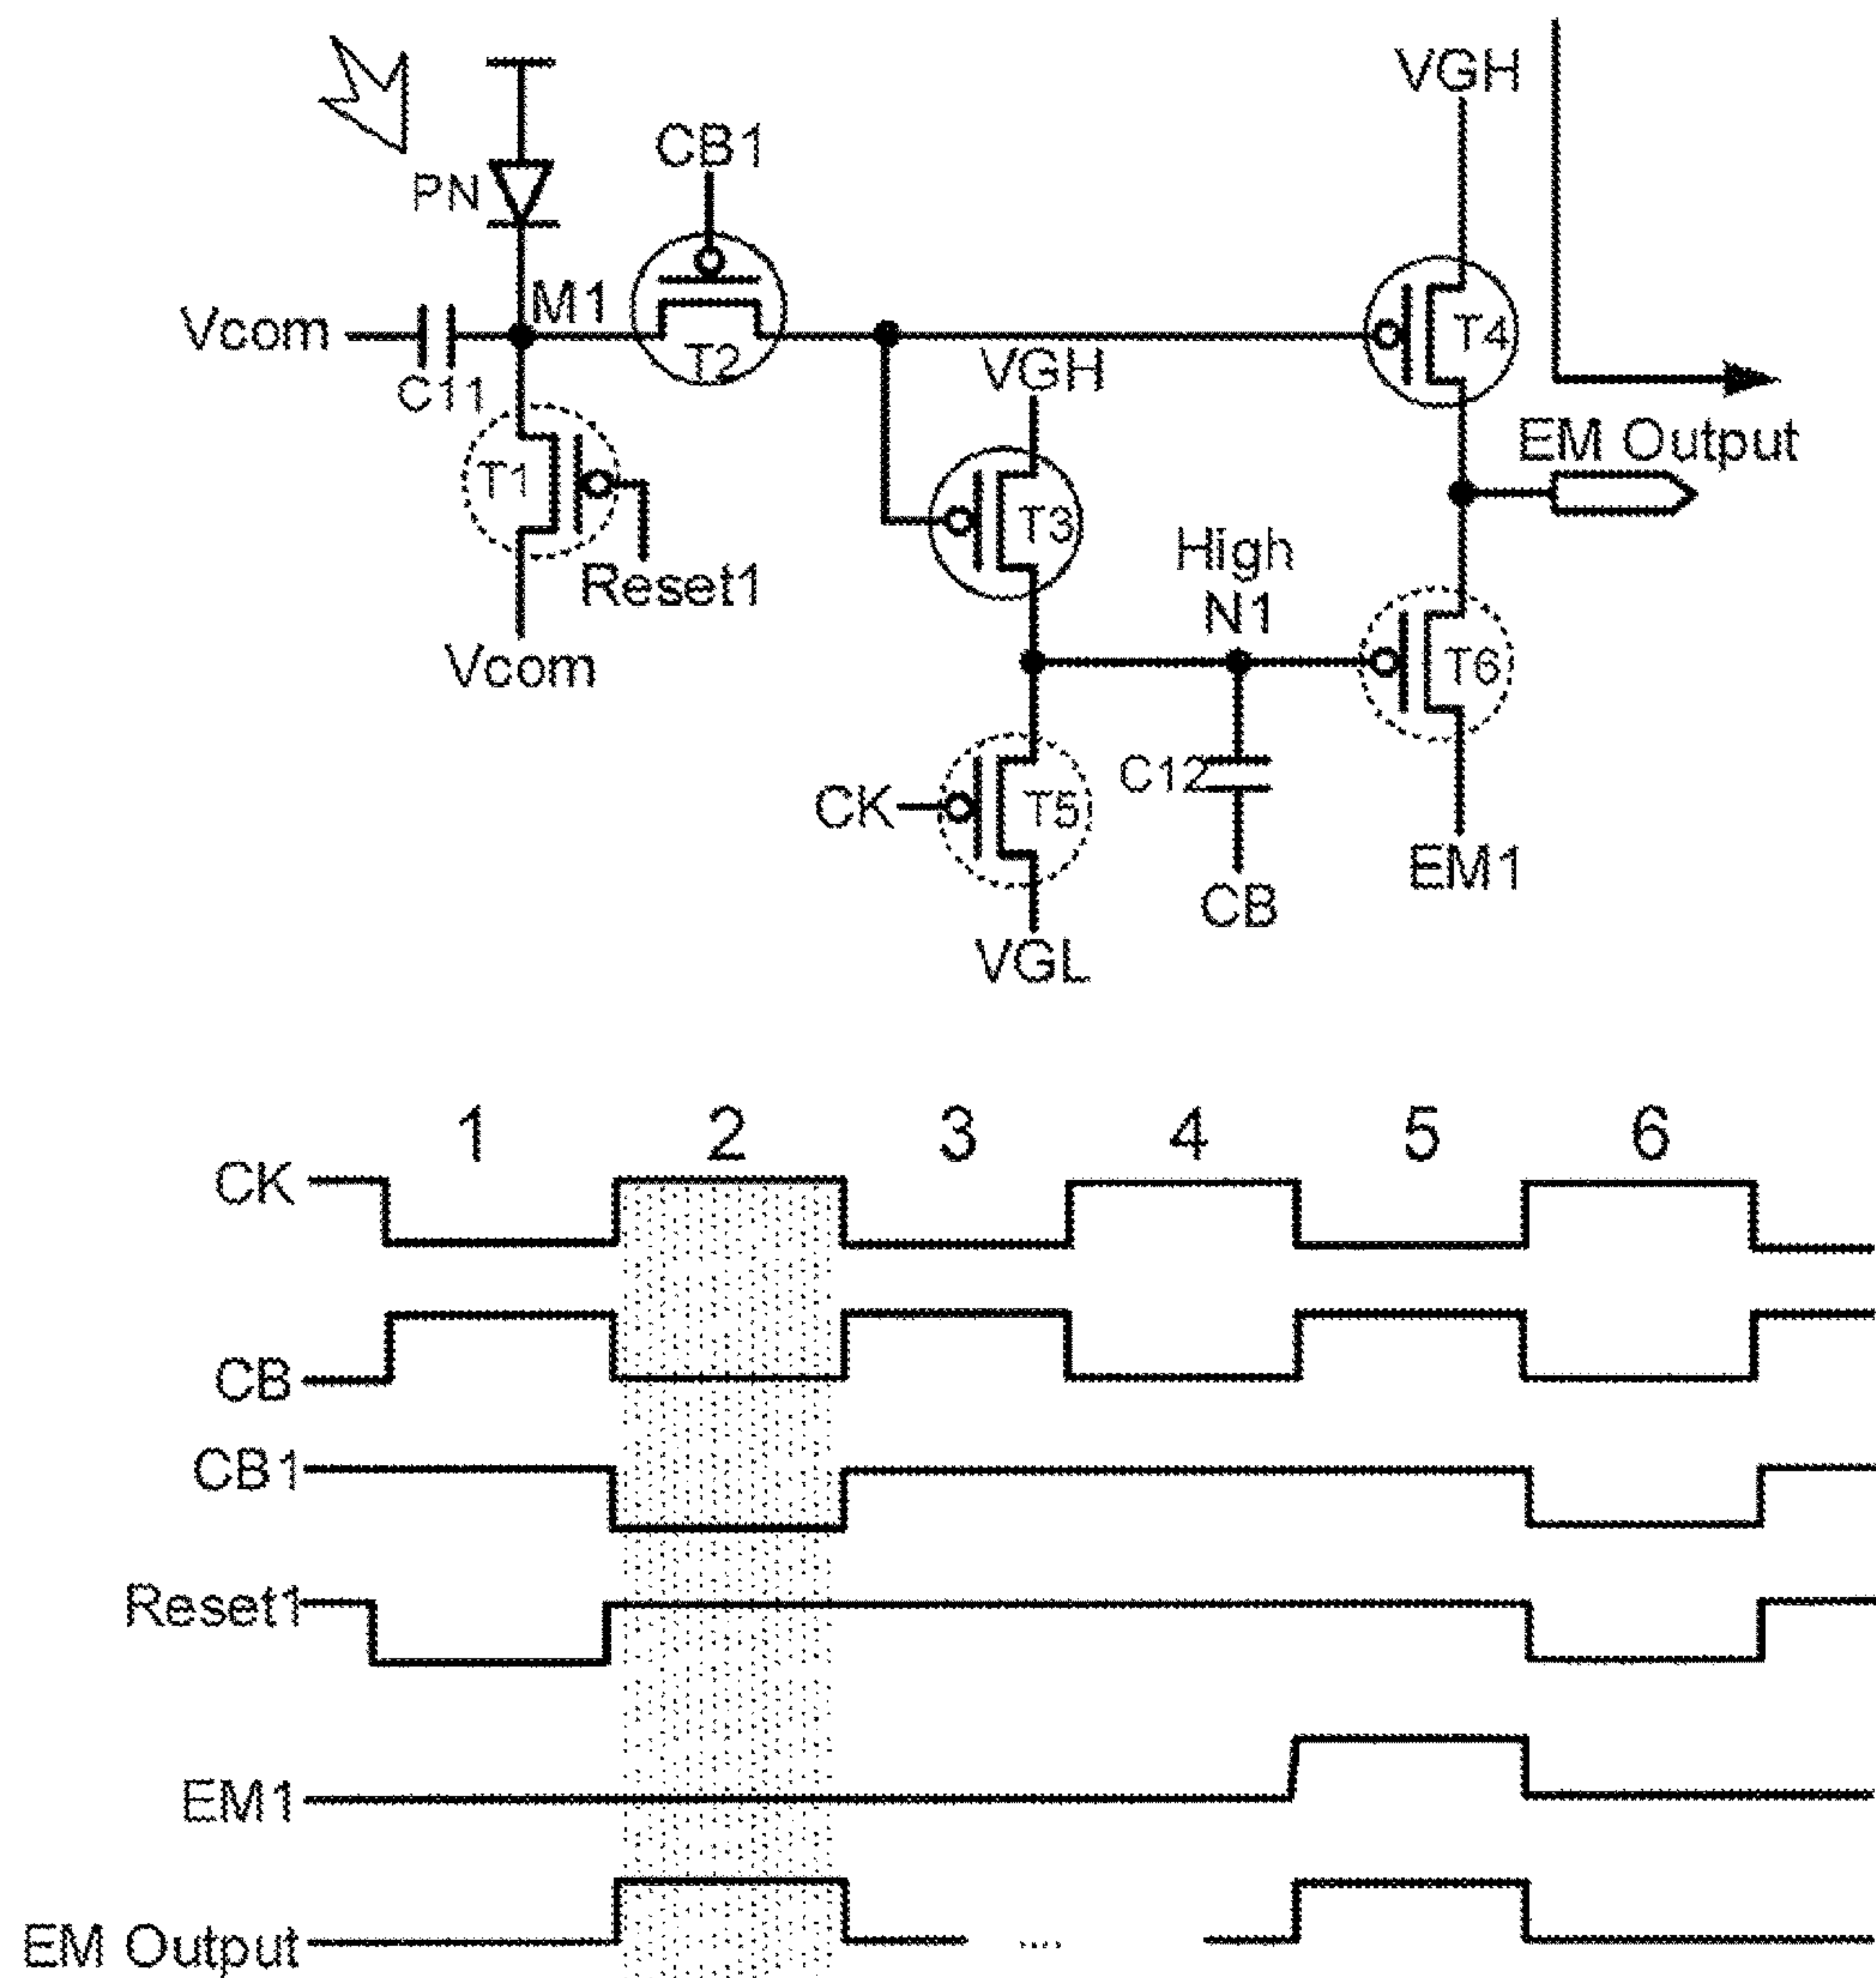 VGH
CB1
PN
M1
Vcom
T2
T4
C11
VGH
EM Output
T1
T3
High
N1
Reset1
Vcom
T6
C12
CK
T5
EM1
CB
VGL
1 2 3 4 5 6
CK
CB
CB1
Reset1
EM1
EM Output
...